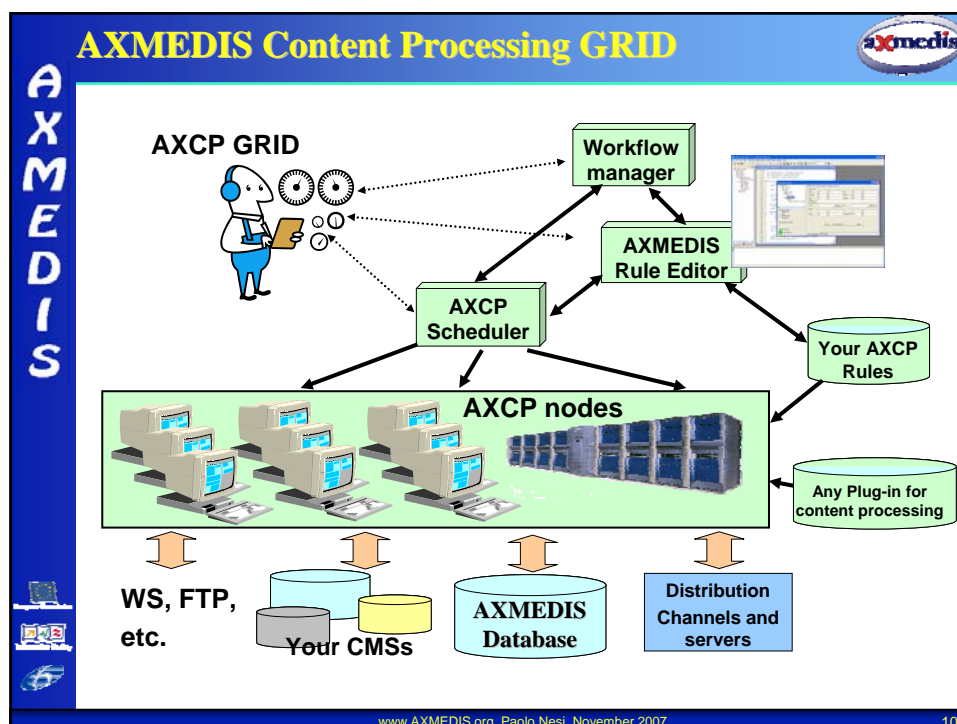 AXMEDIS Content Processing GRID
axmedis
AXMEDIS
AXCP GRID
Workflow
manager
AXMEDIS
Rule Editor
AXCP
Scheduler
Your AXCP
Rules
AXCP nodes
Any Plug-in for
content processing
WS, FTP,
etc.
Your CMSs
AXMEDIS
Database
Distribution
Channels and
servers
www.AXMEDIS.org, Paolo Nesi, November 2007
10